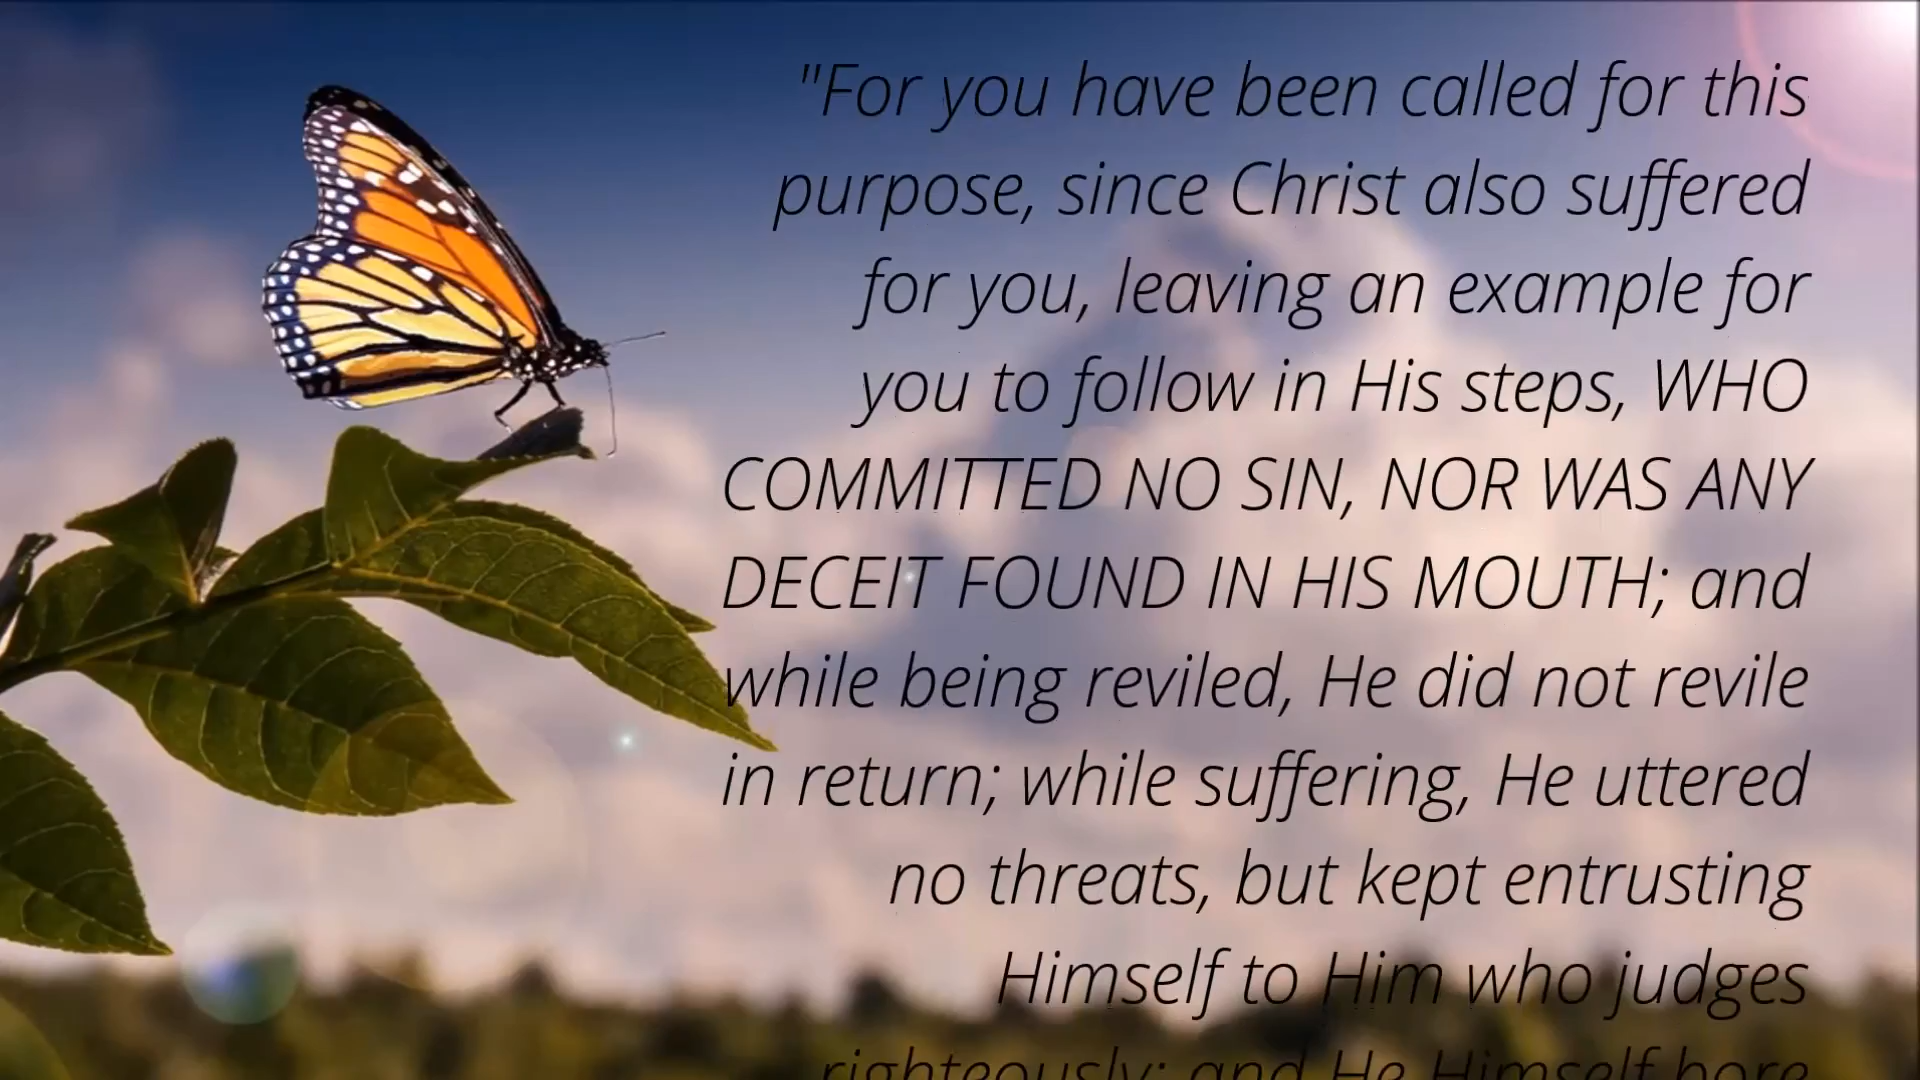 "For you have been called for this
purpose, since Christ also suffered
for you, leaving an example for
you to follow in His steps, WHO
COMMITTED NO SIN, NOR WAS ANY
DECEIT FOUND IN HIS MOUTH; and
while being reviled, He did not revile
in return; while suffering, He uttered
no threats, but kept entrusting
Himself to Him who judges
righteously; and He Himself bore